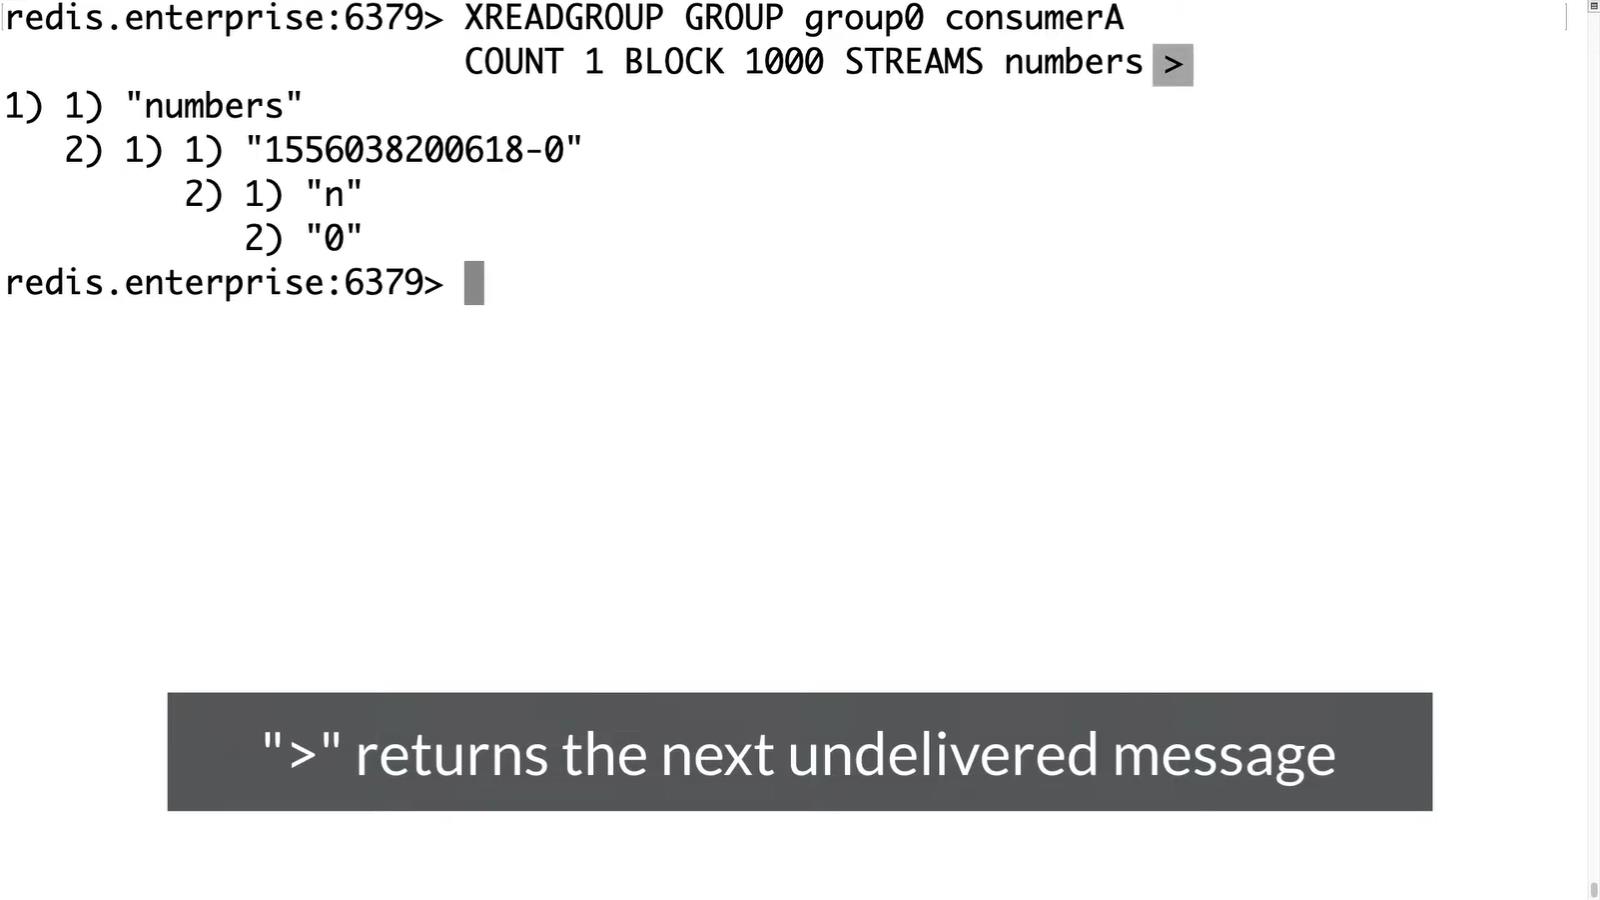 redis.enterprise:6379> XREADGROUP GROUP group0 consumerA
COUNT 1 BLOCK 1000 STREAMS numbers >
1) 1) "numbers"
2) 1) 1) "1556038200618-0"
2) 1) "n"
2) "0"
redis.enterprise:6379>
">" returns the next undelivered message